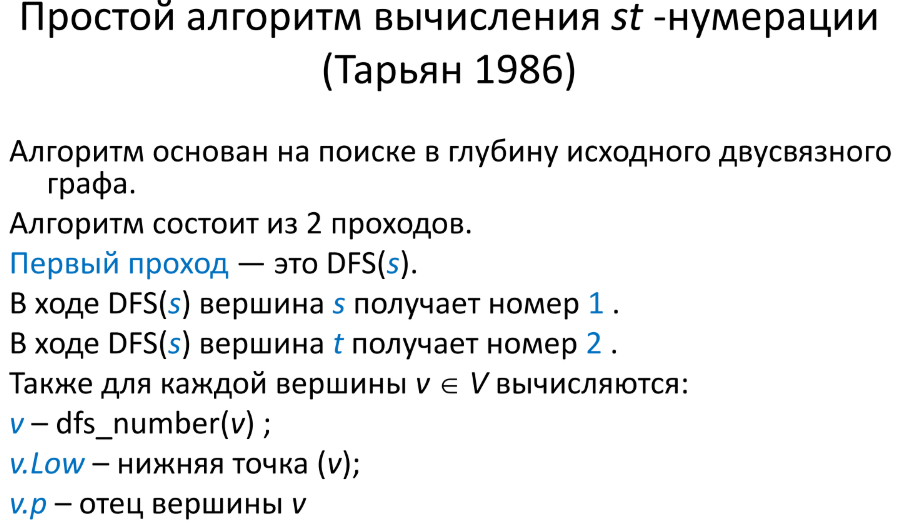 Простой алгоритм вычисления st -нумерации
(Тарьян 1986)
Алгоритм основан на поиске в глубину исходного двусвязного
графа.
Алгоритм состоит из 2 проходов.
Первый проход — это DFS(s).
В ходе DFS(s) вершина s получает номер 1 .
В ходе DFS(s) вершина t получает номер 2 .
Также для каждой вершины v ∈ V вычисляются:
v – dfs_number(v) ;
v.Low – нижняя точка (v);
v.p – отец вершины v